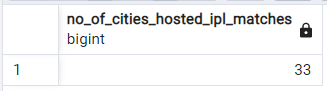 no_of_cities_hosted_ipl_matches
bigint
1 33